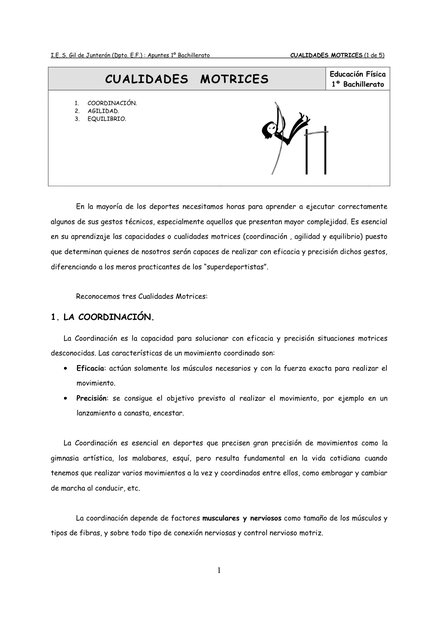 I.E.S. Gil de Junterón (Dpto. E.F.) : Apuntes 1º Bachillerato CUALIDADES MOTRICES (1 de 5)
CUALIDADES MOTRICES
Educación Física
1º Bachillerato
1. COORDINACIÓN.
2. AGILIDAD.
3. EQUILIBRIO.
En la mayoría de los deportes necesitamos horas para aprender a ejecutar correctamente
algunos de sus gestos técnicos, especialmente aquellos que presentan mayor complejidad. Es esencial
en su aprendizaje las capacidades o cualidades motrices (coordinación , agilidad y equilibrio) puesto
que determinan quienes de nosotros serán capaces de realizar con eficacia y precisión dichos gestos,
diferenciando a los meros practicantes de los "superdeportistas".
Reconocemos tres Cualidades Motrices:
1. LA COORDINACIÓN.
La Coordinación es la capacidad para solucionar con eficacia y precisión situaciones motrices
desconocidas. Las características de un movimiento coordinado son:
• Eficacia: actúan solamente los músculos necesarios y con la fuerza exacta para realizar el
movimiento.
• Precisión: se consigue el objetivo previsto al realizar el movimiento, por ejemplo en un
lanzamiento a canasta, encestar.
La Coordinación es esencial en deportes que precisen gran precisión de movimientos como la
gimnasia artística, los malabares, esquí, pero resulta fundamental en la vida cotidiana cuando
tenemos que realizar varios movimientos a la vez y coordinados entre ellos, como embragar y cambiar
de marcha al conducir, etc.
La coordinación depende de factores musculares y nerviosos como tamaño de los músculos y
tipos de fibras, y sobre todo tipo de conexión nerviosas y control nervioso motriz.
1